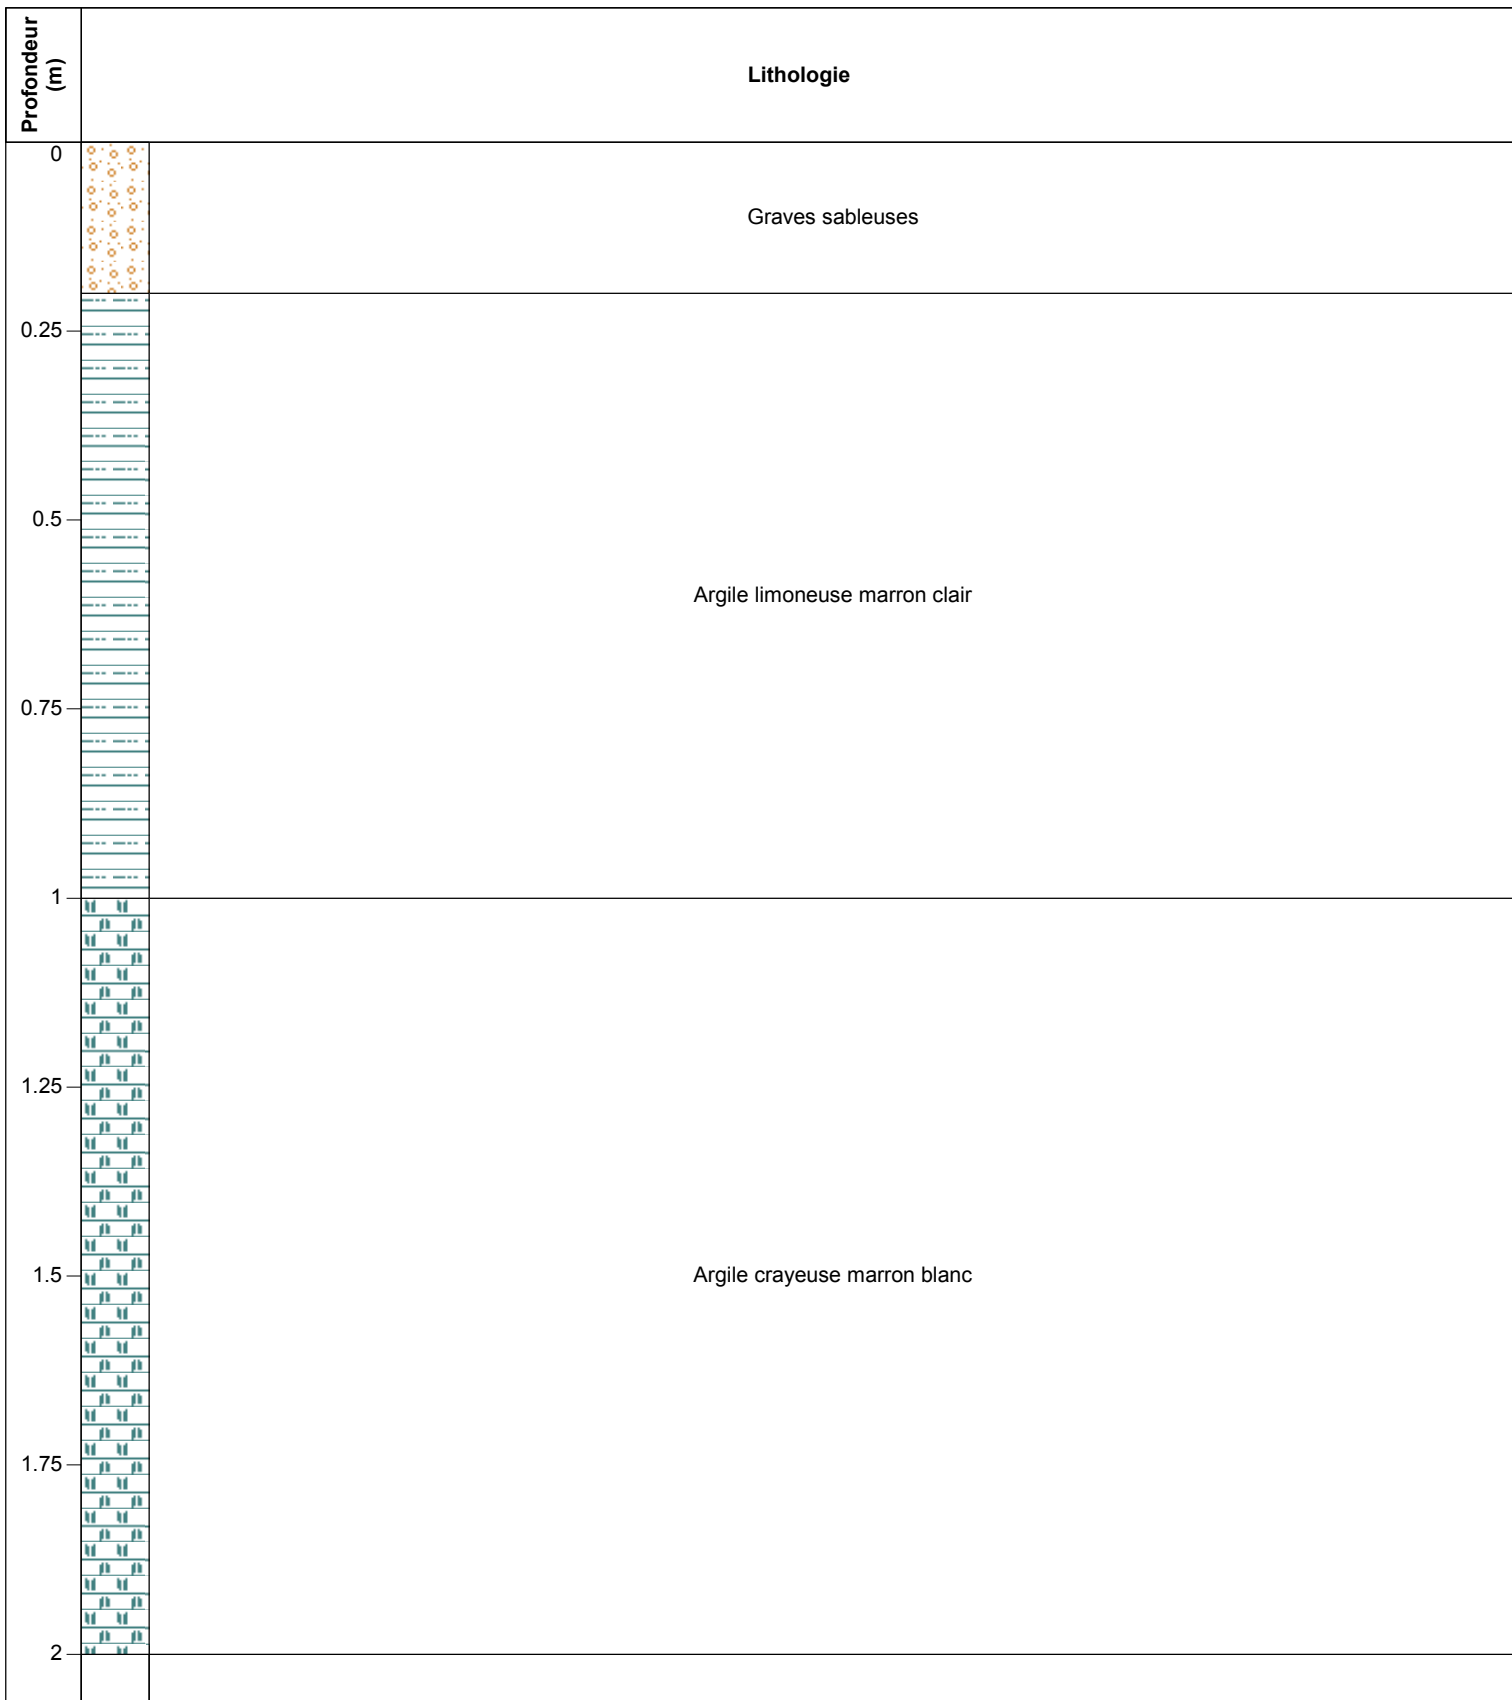 Profondeur
(m)
Lithologie
0
Graves sableuses
0.25
0.5
Argile limoneuse marron clair
0.75
1
1.25
1.5
Argile crayeuse marron blanc
1.75
2